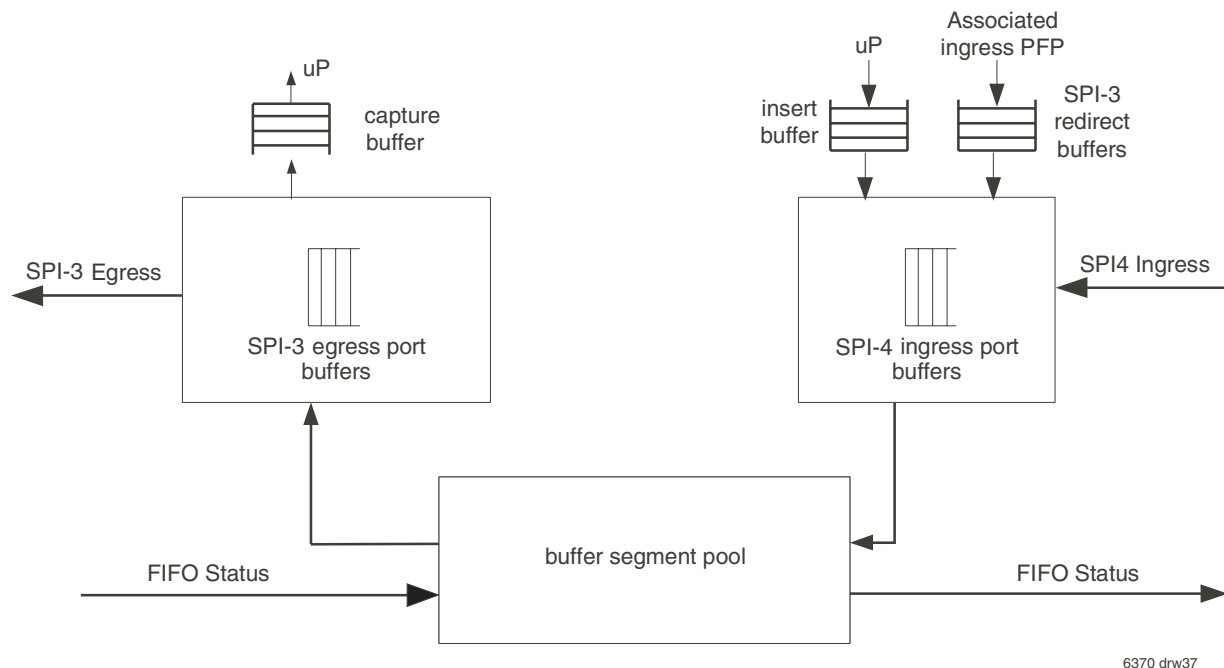 uP
capture
buffer
uP
Associated
ingress PFP
insert
buffer
SPI-3
redirect
buffers
SPI-3 Egress
SPI-3 egress port
buffers
SPI4 Ingress
SPI-4 ingress port
buffers
buffer segment pool
FIFO Status
FIFO Status
6370 drw37